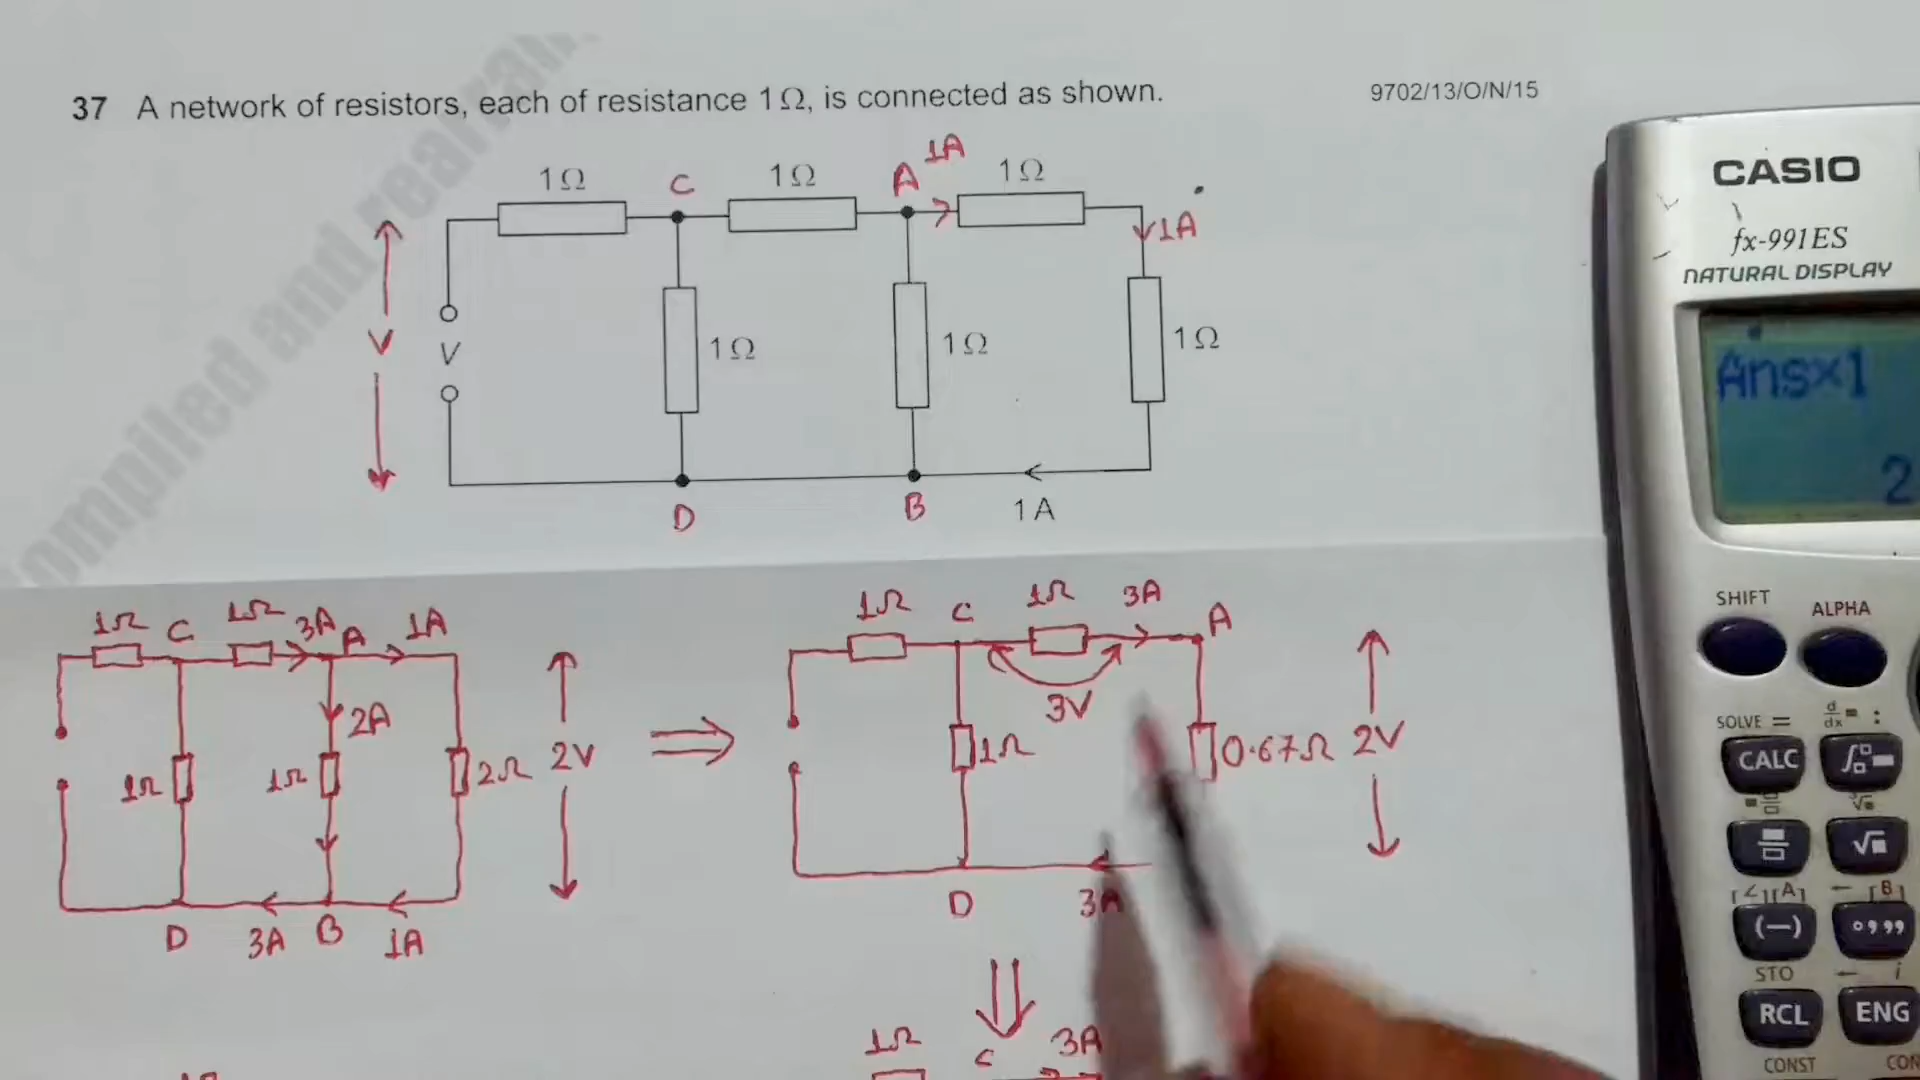 37 A network of resistors, each of resistance 1Ω, is connected as shown.
9702/13/O/N/15
1A
1Ω C 1Ω A 1Ω
1A
V
V
1Ω
1Ω
1Ω
D
B
1A
1Ω C 1Ω 3A A 1A
2A
1Ω
1Ω
2Ω
2V
D 3A B 1A
1Ω C 1Ω 3A A
3V
1Ω
0.67Ω
2V
D
3A
1Ω C 3A
CASIO
fx-991ES
NATURAL DISPLAY
Ans×1
2
SHIFT
ALPHA
SOLVE =
d/dx = :
CALC
∫
√
[∠] [A]
← [B]
(−)
STO
← i
RCL
ENG
CONST
compiled and